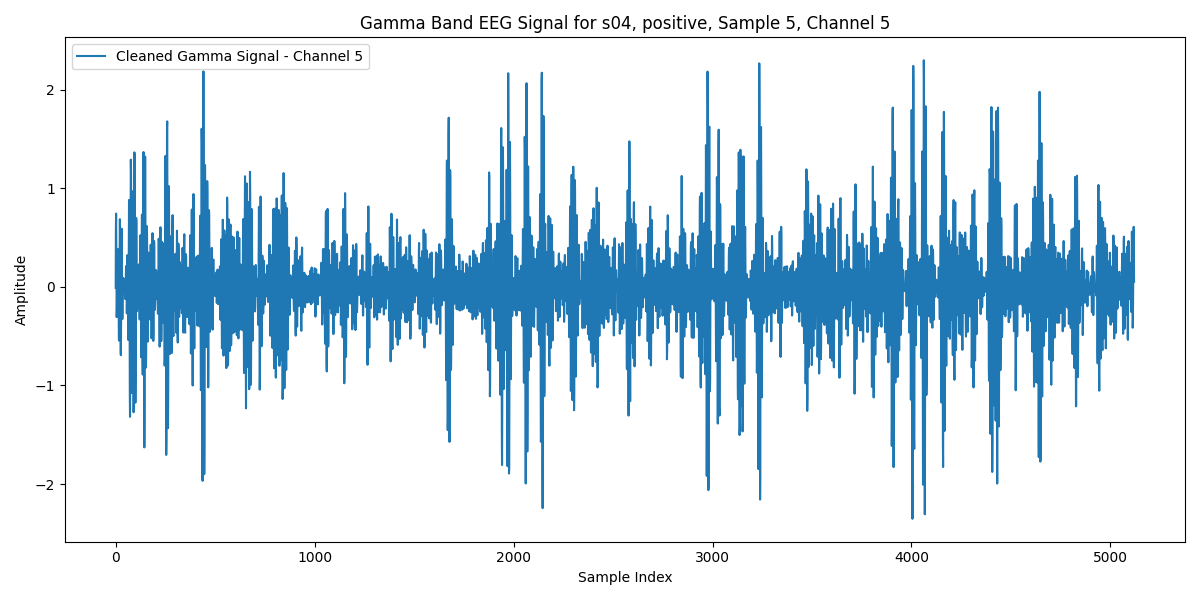 Gamma Band EEG Signal for s04, positive, Sample 5, Channel 5
Cleaned Gamma Signal - Channel 5
2
1
0
−1
−2
Amplitude
0 1000 2000 3000 4000 5000
Sample Index